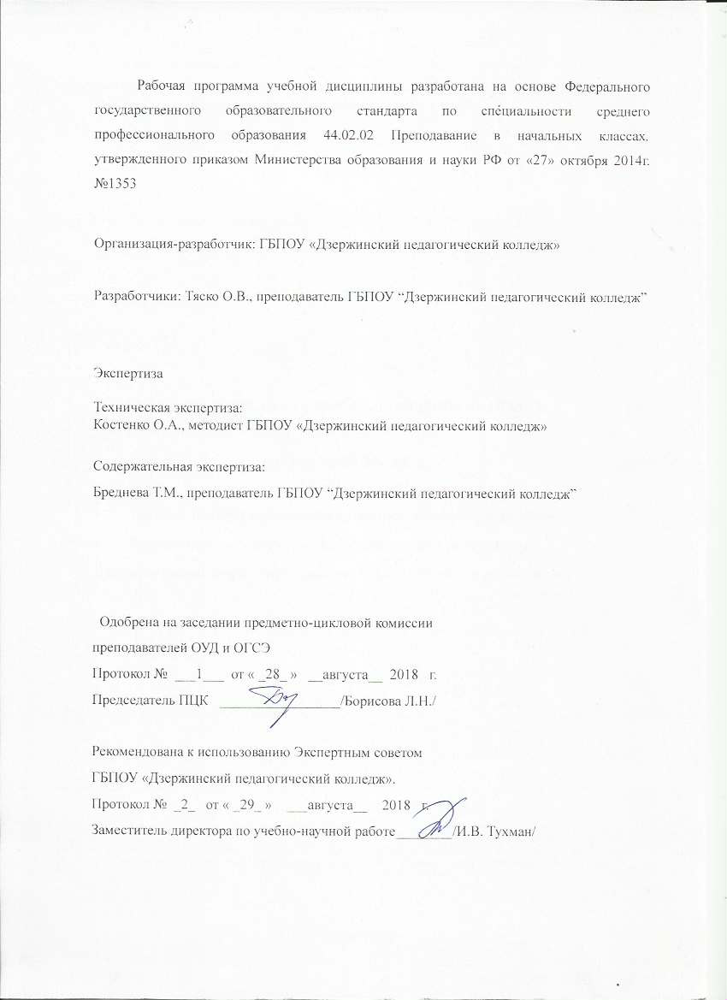 Рабочая программа учебной дисциплины разработана на основе Федерального
государственного образовательного стандарта по специальности среднего
профессионального образования 44.02.02 Преподавание в начальных классах,
утвержденного приказом Министерства образования и науки РФ от «27» октября 2014г.
№1353
Организация-разработчик: ГБПОУ «Дзержинский педагогический колледж»
Разработчики: Тяско О.В., преподаватель ГБПОУ “Дзержинский педагогический колледж”
Экспертиза
Техническая экспертиза:
Костенко О.А., методист ГБПОУ «Дзержинский педагогический колледж»
Содержательная экспертиза:
Бреднева Т.М., преподаватель ГБПОУ “Дзержинский педагогический колледж”
Одобрена на заседании предметно-цикловой комиссии
преподавателей ОУД и ОГСЭ
Протокол № ___1___ от « _28_ » __августа__ 2018 г.
Председатель ПЦК _________________/Борисова Л.Н./
Рекомендована к использованию Экспертным советом
ГБПОУ «Дзержинский педагогический колледж».
Протокол № _2_ от « _29_ » ___августа__ 2018 г.
Заместитель директора по учебно-научной работе________/И.В. Тухман/